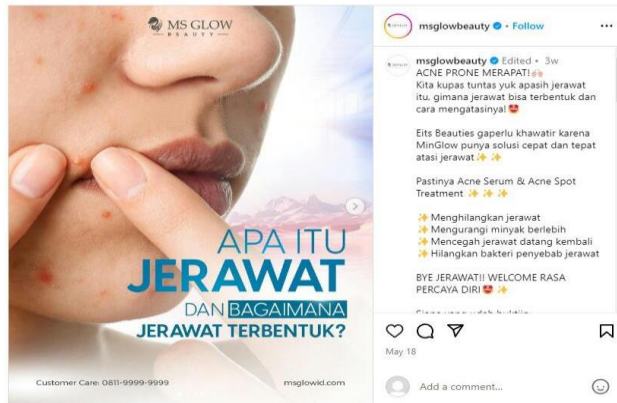 MS GLOW
BEAUTY
APA ITU
JERAWAT
DAN BAGAIMANA
JERAWAT TERBENTUK?
Customer Care: 0811-9999-9999
msglowid.com
msglowbeauty • Follow
msglowbeauty Edited • 3w
ACNE PRONE MERAPAT!🙌🏻
Kita kupas tuntas yuk apasih jerawat
itu, gimana jerawat bisa terbentuk dan
cara mengatasinya!😍
Eits Beauties gaperlu khawatir karena
MinGlow punya solusi cepat dan tepat
atasi jerawat✨✨
Pastinya Acne Serum & Acne Spot
Treatment ✨✨✨
✨Menghilangkan jerawat
✨Mengurangi minyak berlebih
✨Mencegah jerawat datang kembali
✨Hilangkan bakteri penyebab jerawat
BYE JERAWAT!! WELCOME RASA
PERCAYA DIRI😍✨
May 18
Add a comment...